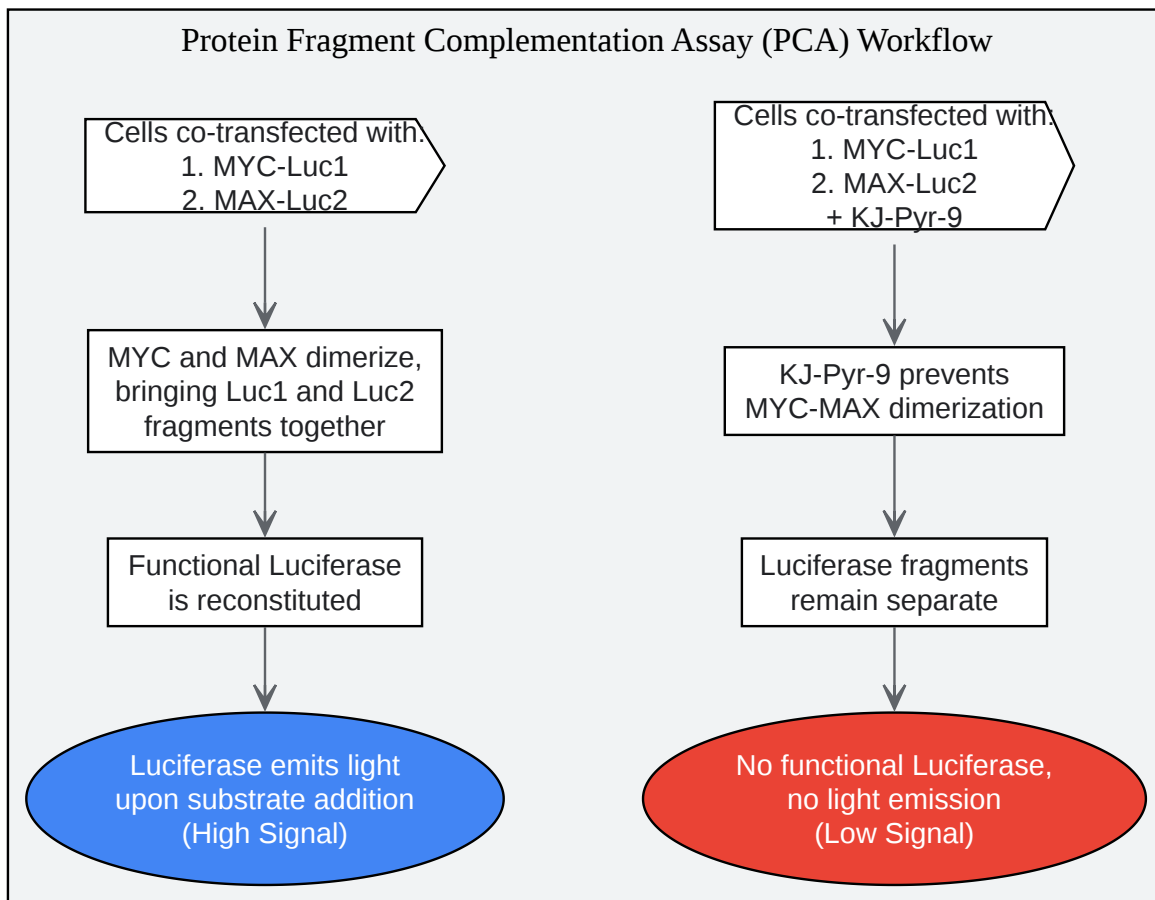 Protein Fragment Complementation Assay (PCA) Workflow
Cells co-transfected with:
1. MYC-Luc1
2. MAX-Luc2
MYC and MAX dimerize,
bringing Luc1 and Luc2
fragments together
Functional Luciferase
is reconstituted
Luciferase emits light
upon substrate addition
(High Signal)
Cells co-transfected with:
1. MYC-Luc1
2. MAX-Luc2
+ KJ-Pyr-9
KJ-Pyr-9 prevents
MYC-MAX dimerization
Luciferase fragments
remain separate
No functional Luciferase,
no light emission
(Low Signal)